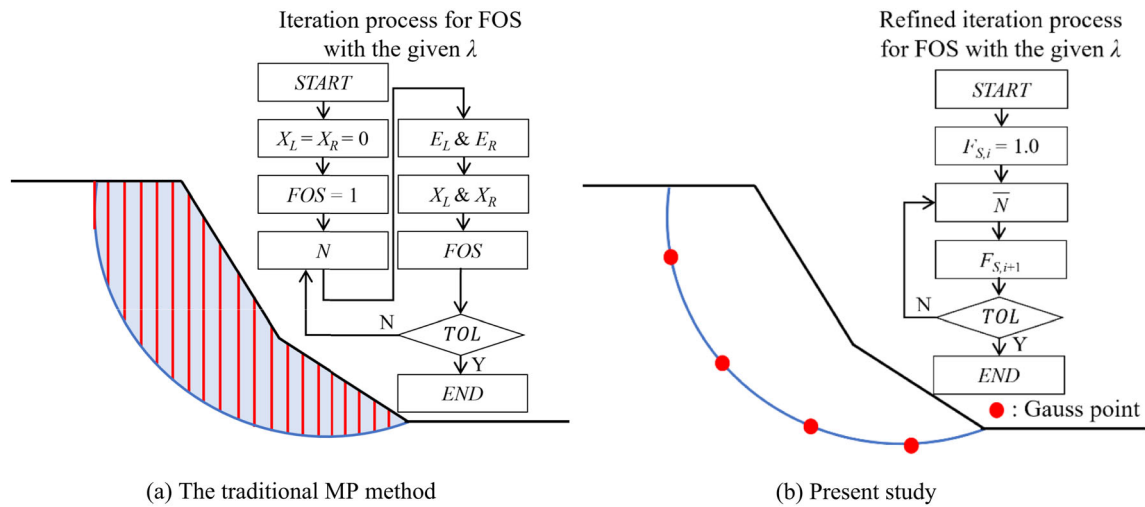 Iteration process for FOS
with the given λ
START
X_L = X_R = 0
FOS = 1
N
E_L & E_R
X_L & X_R
FOS
N
TOL
Y
END
(a) The traditional MP method
Refined iteration process
for FOS with the given λ
START
F_{S,i} = 1.0
N̅
F_{S,i+1}
N
TOL
Y
END
: Gauss point
(b) Present study